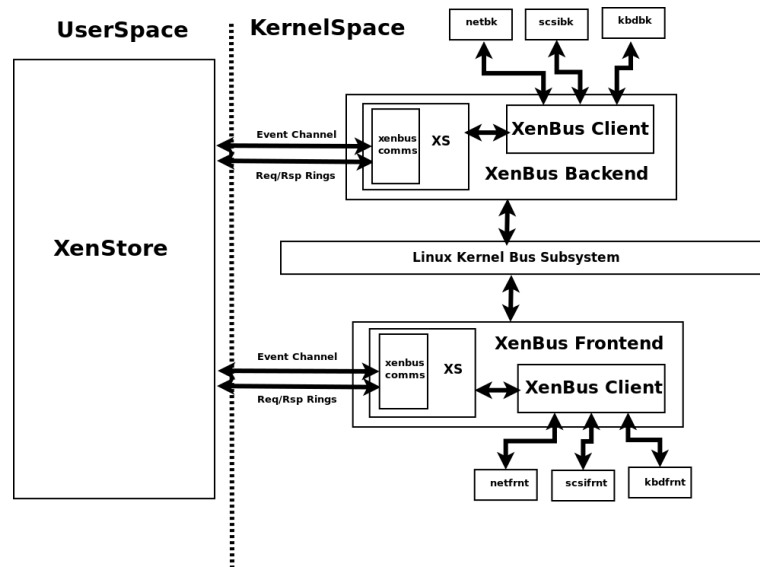 UserSpace
KernelSpace
netbk
scsibk
kbdbk
Event Channel
Req/Rsp Rings
xenbus
comms
XS
XenBus Client
XenBus Backend
XenStore
Linux Kernel Bus Subsystem
Event Channel
Req/Rsp Rings
xenbus
comms
XS
XenBus Frontend
XenBus Client
netfrnt
scsifrnt
kbdfrnt